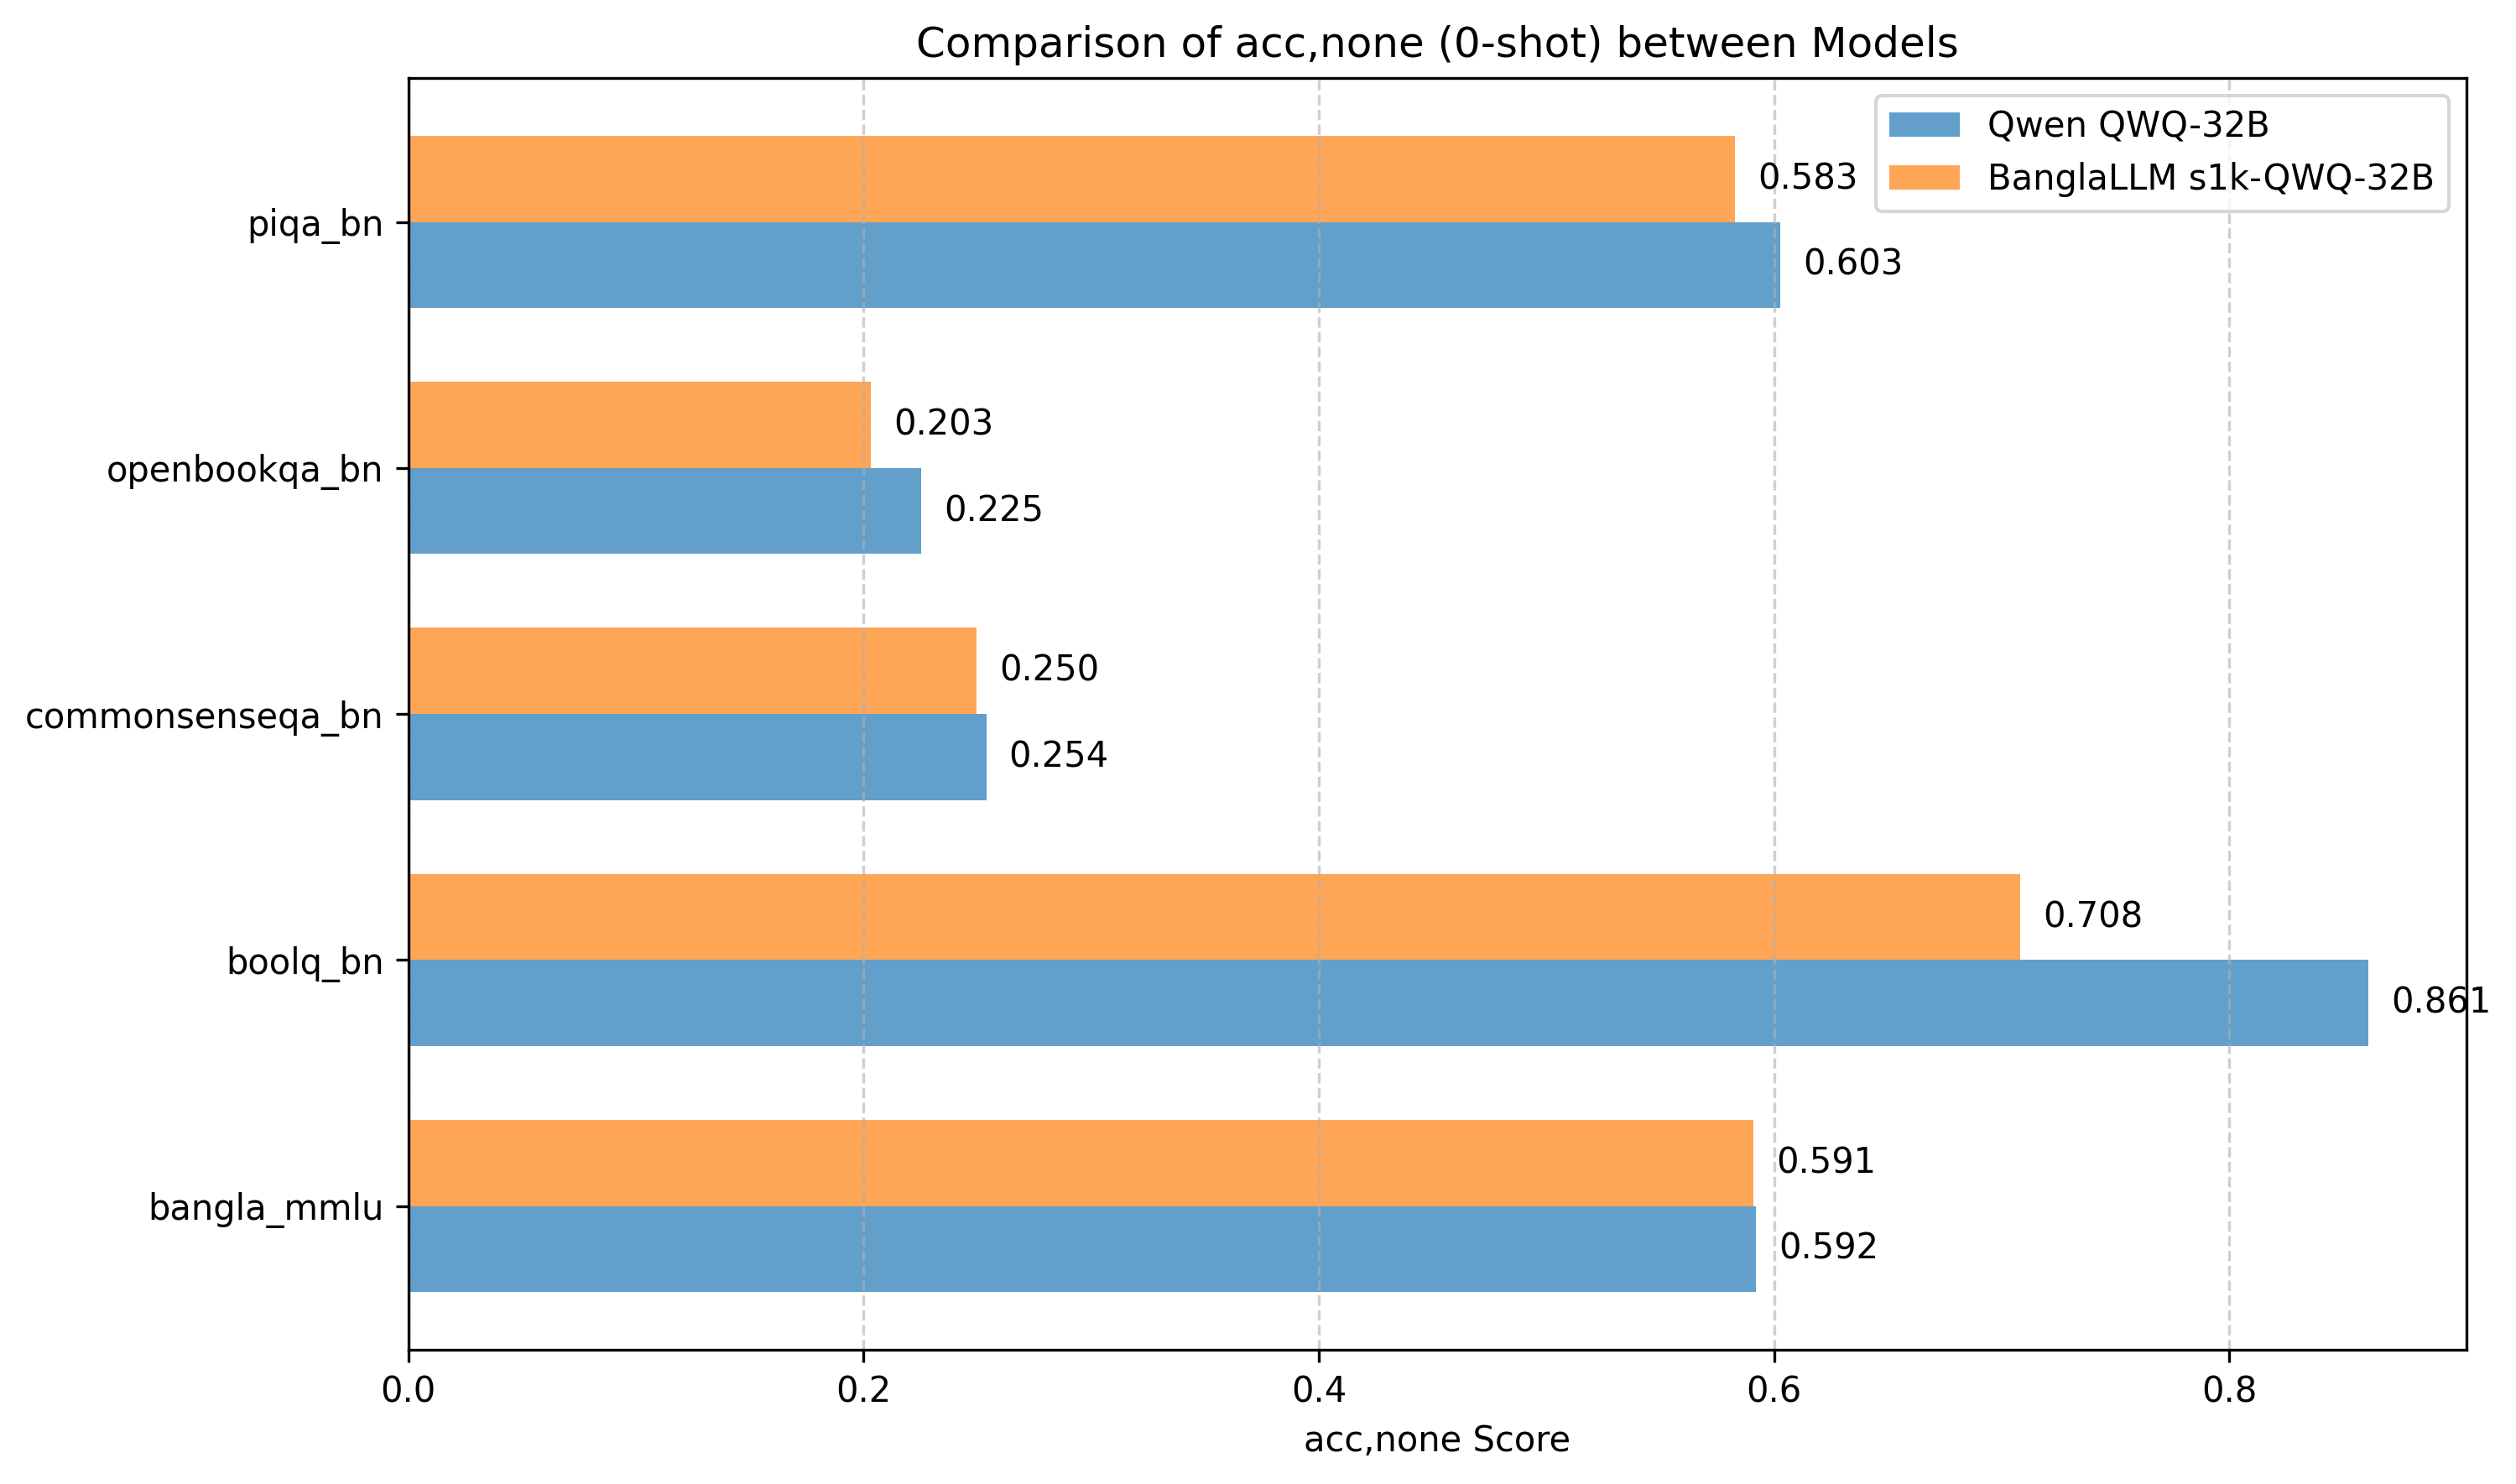 Comparison of acc,none (0-shot) between Models
Qwen QWQ-32B
BanglaLLM s1k-QWQ-32B
piqa_bn
0.583
0.603
openbookqa_bn
0.203
0.225
commonsenseqa_bn
0.250
0.254
boolq_bn
0.708
0.861
bangla_mmlu
0.591
0.592
0.0 0.2 0.4 0.6 0.8
acc,none Score